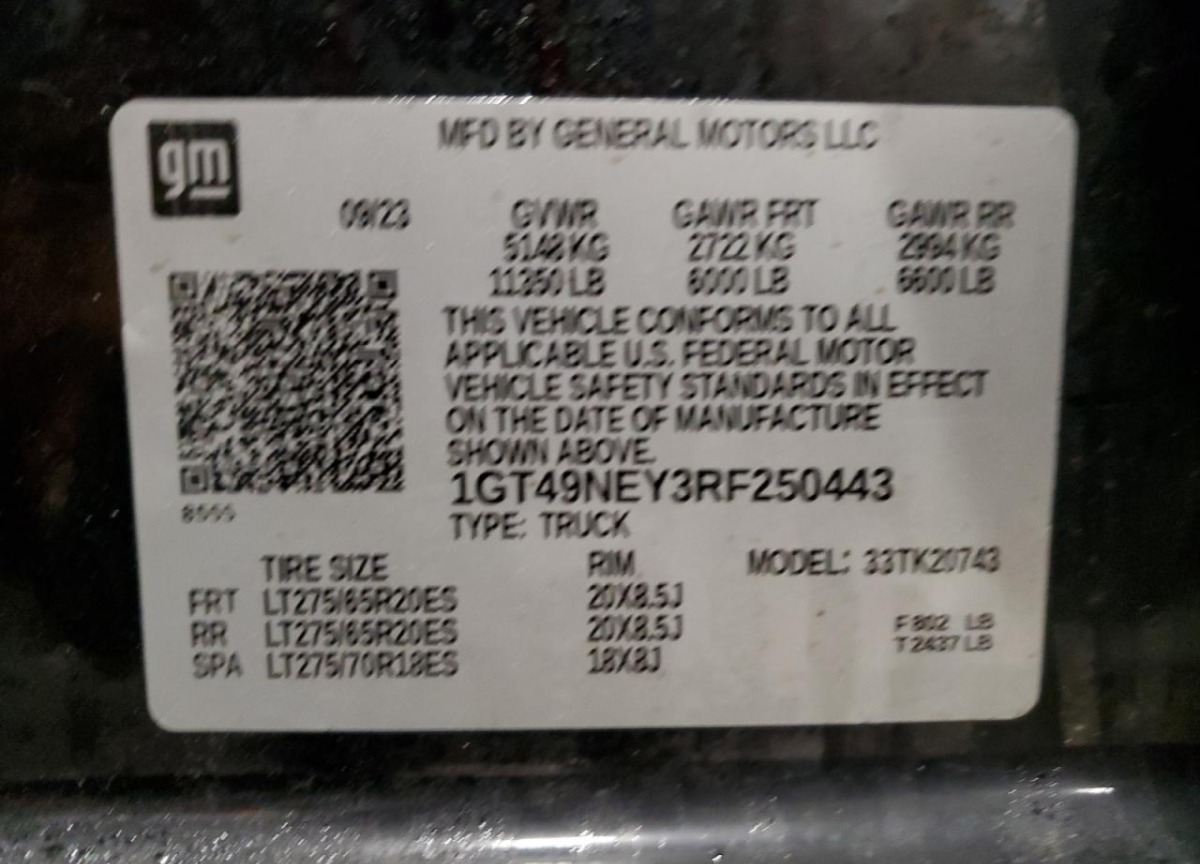 gm
MFD BY GENERAL MOTORS LLC
09/23 GVWR GAWR FRT GAWR RR
5148 KG 2722 KG 2994 KG
11350 LB 6000 LB 6600 LB
THIS VEHICLE CONFORMS TO ALL
APPLICABLE U.S. FEDERAL MOTOR
VEHICLE SAFETY STANDARDS IN EFFECT
ON THE DATE OF MANUFACTURE
SHOWN ABOVE.
1GT49NEY3RF250443
TYPE: TRUCK
TIRE SIZE RIM MODEL: 33TK20743
FRT LT275/65R20ES 20X8.5J
RR LT275/65R20ES 20X8.5J
SPA LT275/70R18ES 18X8J
F 802 LB
T 2437 LB